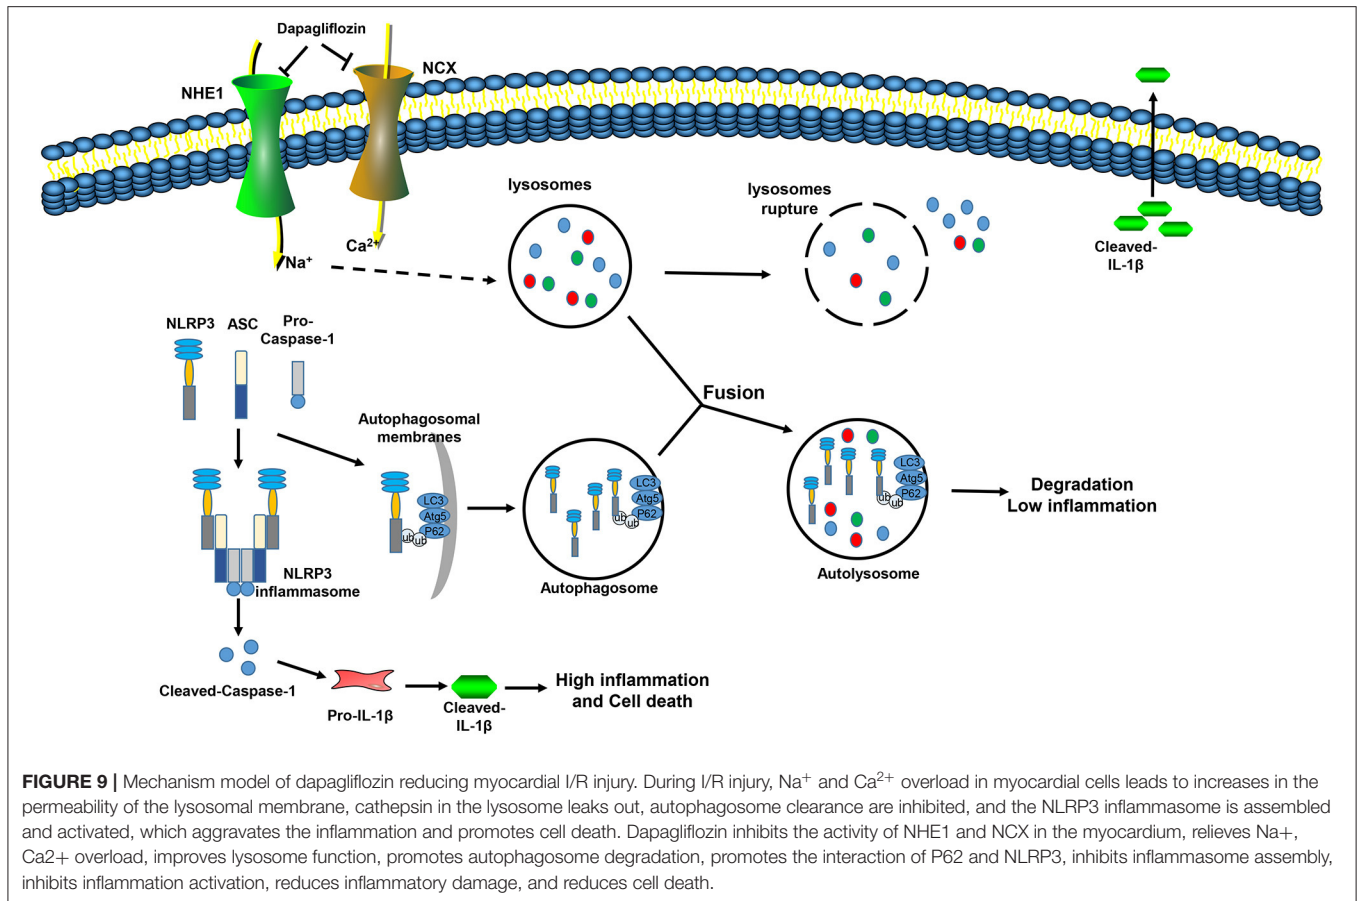 Dapagliflozin
NCX
NHE1
Na⁺
Ca²⁺
lysosomes
lysosomes
rupture
Cleaved-
IL-1β
NLRP3
ASC
Pro-
Caspase-1
Fusion
Autophagosomal
membranes
LC3
Atg5
P62
ub
ub
LC3
Atg5
P62
ub
ub
Autophagosome
LC3
Atg5
P62
ub
ub
Autolysosome
Degradation
Low inflammation
NLRP3
inflammasome
Cleaved-Caspase-1
Pro-IL-1β
Cleaved-
IL-1β
High inflammation
and Cell death
FIGURE 9 | Mechanism model of dapagliflozin reducing myocardial I/R injury. During I/R injury, Na⁺ and Ca²⁺ overload in myocardial cells leads to increases in the
permeability of the lysosomal membrane, cathepsin in the lysosome leaks out, autophagosome clearance are inhibited, and the NLRP3 inflammasome is assembled
and activated, which aggravates the inflammation and promotes cell death. Dapagliflozin inhibits the activity of NHE1 and NCX in the myocardium, relieves Na+,
Ca2+ overload, improves lysosome function, promotes autophagosome degradation, promotes the interaction of P62 and NLRP3, inhibits inflammasome assembly,
inhibits inflammation activation, reduces inflammatory damage, and reduces cell death.